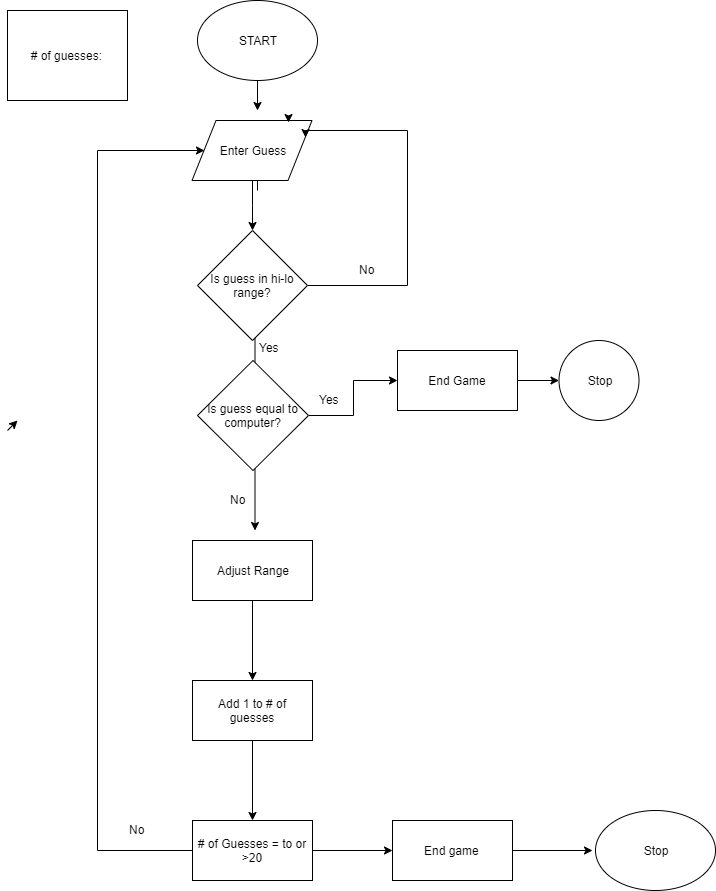 # of guesses:
START
Enter Guess
No
Is guess in hi-lo
range?
Yes
Is guess equal to
computer?
Yes
End Game
Stop
No
Adjust Range
Add 1 to # of
guesses
No
# of Guesses = to or
>20
End game
Stop